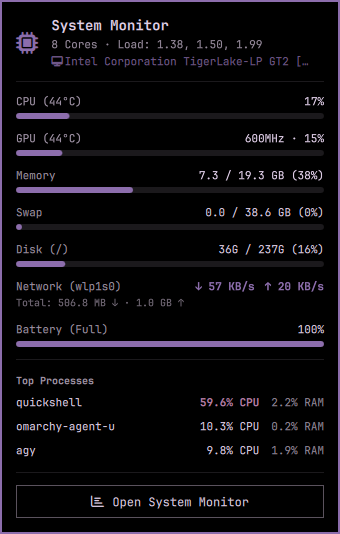 System Monitor
8 Cores · Load: 1.38, 1.50, 1.99
Intel Corporation TigerLake-LP GT2 […
CPU (44°C) 17%
GPU (44°C) 600MHz · 15%
Memory 7.3 / 19.3 GB (38%)
Swap 0.0 / 38.6 GB (0%)
Disk (/) 36G / 237G (16%)
Network (wlp1s0) ↓ 57 KB/s ↑ 20 KB/s
Total: 506.8 MB ↓ · 1.0 GB ↑
Battery (Full) 100%
Top Processes
quickshell 59.6% CPU 2.2% RAM
omarchy-agent-u 10.3% CPU 0.2% RAM
agy 9.8% CPU 1.9% RAM
Open System Monitor